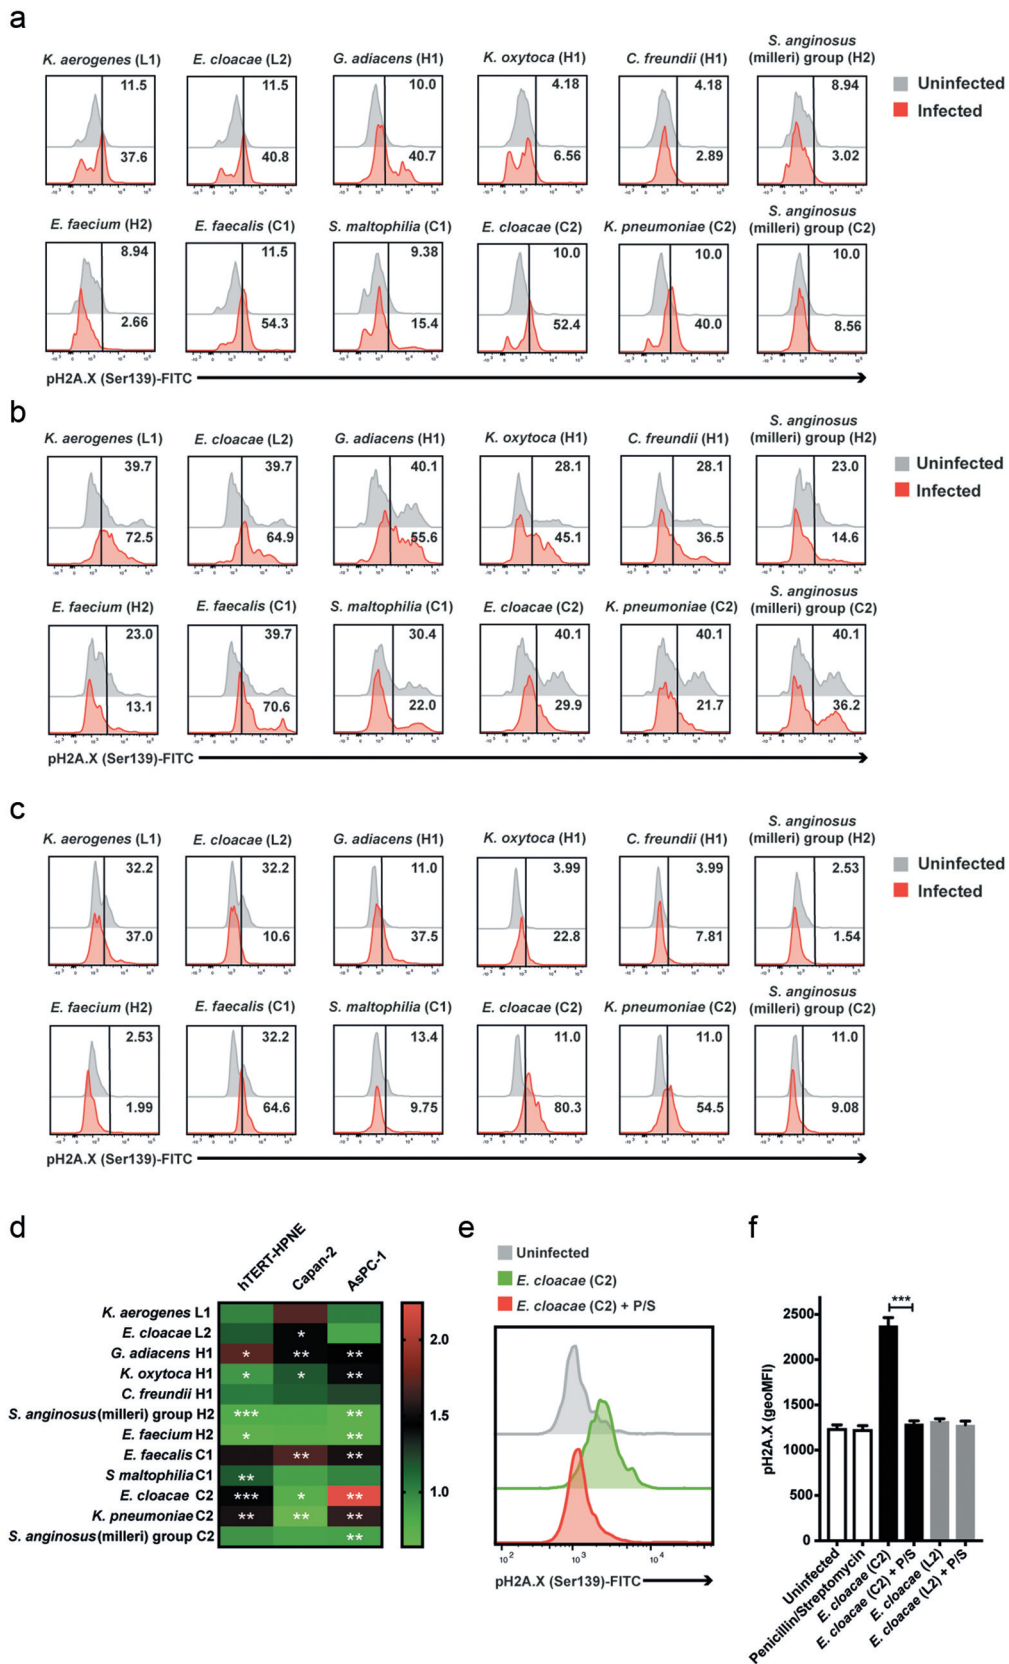 a
K. aerogenes (L1)
E. cloacae (L2)
G. adiacens (H1)
K. oxytoca (H1)
C. freundii (H1)
S. anginosus
(milleri) group (H2)
Uninfected
Infected
11.5
11.5
10.0
4.18
4.18
8.94
37.6
40.8
40.7
6.56
2.89
3.02
E. faecium (H2)
E. faecalis (C1)
S. maltophilia (C1)
E. cloacae (C2)
K. pneumoniae (C2)
S. anginosus
(milleri) group (C2)
8.94
11.5
9.38
10.0
10.0
10.0
2.66
54.3
15.4
52.4
40.0
8.56
pH2A.X (Ser139)-FITC
b
K. aerogenes (L1)
E. cloacae (L2)
G. adiacens (H1)
K. oxytoca (H1)
C. freundii (H1)
S. anginosus
(milleri) group (H2)
Uninfected
Infected
39.7
39.7
40.1
28.1
28.1
23.0
72.5
64.9
55.6
45.1
36.5
14.6
E. faecium (H2)
E. faecalis (C1)
S. maltophilia (C1)
E. cloacae (C2)
K. pneumoniae (C2)
S. anginosus
(milleri) group (C2)
23.0
39.7
30.4
40.1
40.1
40.1
13.1
70.6
22.0
29.9
21.7
36.2
pH2A.X (Ser139)-FITC
c
K. aerogenes (L1)
E. cloacae (L2)
G. adiacens (H1)
K. oxytoca (H1)
C. freundii (H1)
S. anginosus
(milleri) group (H2)
Uninfected
Infected
32.2
32.2
11.0
3.99
3.99
2.53
37.0
10.6
37.5
22.8
7.81
1.54
E. faecium (H2)
E. faecalis (C1)
S. maltophilia (C1)
E. cloacae (C2)
K. pneumoniae (C2)
S. anginosus
(milleri) group (C2)
2.53
32.2
13.4
11.0
11.0
11.0
1.99
64.6
9.75
80.3
54.5
9.08
pH2A.X (Ser139)-FITC
d
hTERT-HPNE
Capan-2
AsPC-1
K. aerogenes L1
E. cloacae L2 *
G. adiacens H1 * ** **
K. oxytoca H1 * * **
C. freundii H1
S. anginosus(milleri) group H2 *** **
E. faecium H2 * **
E. faecalis C1 ** **
S maltophilia C1 **
E. cloacae C2 *** * **
K. pneumoniae C2 ** ** **
S. anginosus(milleri) group C2 **
2.0
1.5
1.0
e
Uninfected
E. cloacae (C2)
E. cloacae (C2) + P/S
10² 10³ 10⁴
pH2A.X (Ser139)-FITC
f
***
pH2A.X (geoMFI)
2500
2000
1500
1000
500
0
Uninfected
Penicillin/Streptomycin
E. cloacae (C2)
E. cloacae (C2) + P/S
E. cloacae (L2)
E. cloacae (L2) + P/S